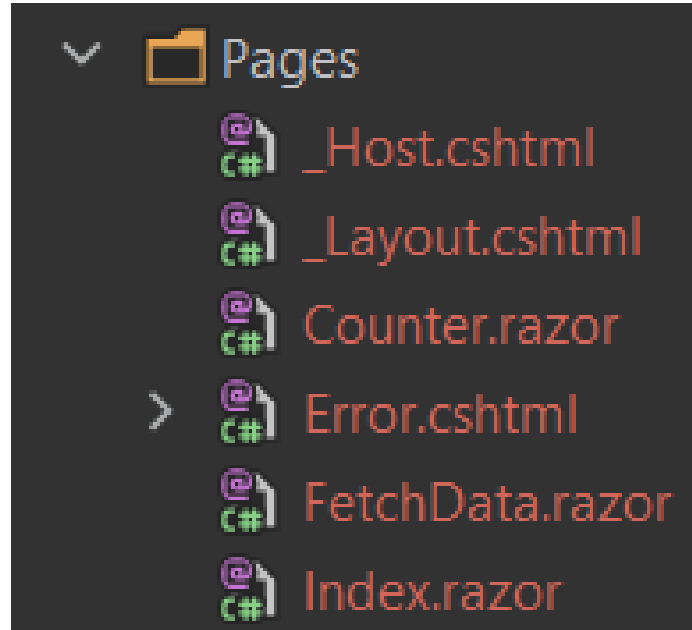 Pages
@ C# _Host.cshtml
@ C# _Layout.cshtml
@ C# Counter.razor
@ C# Error.cshtml
@ C# FetchData.razor
@ C# Index.razor